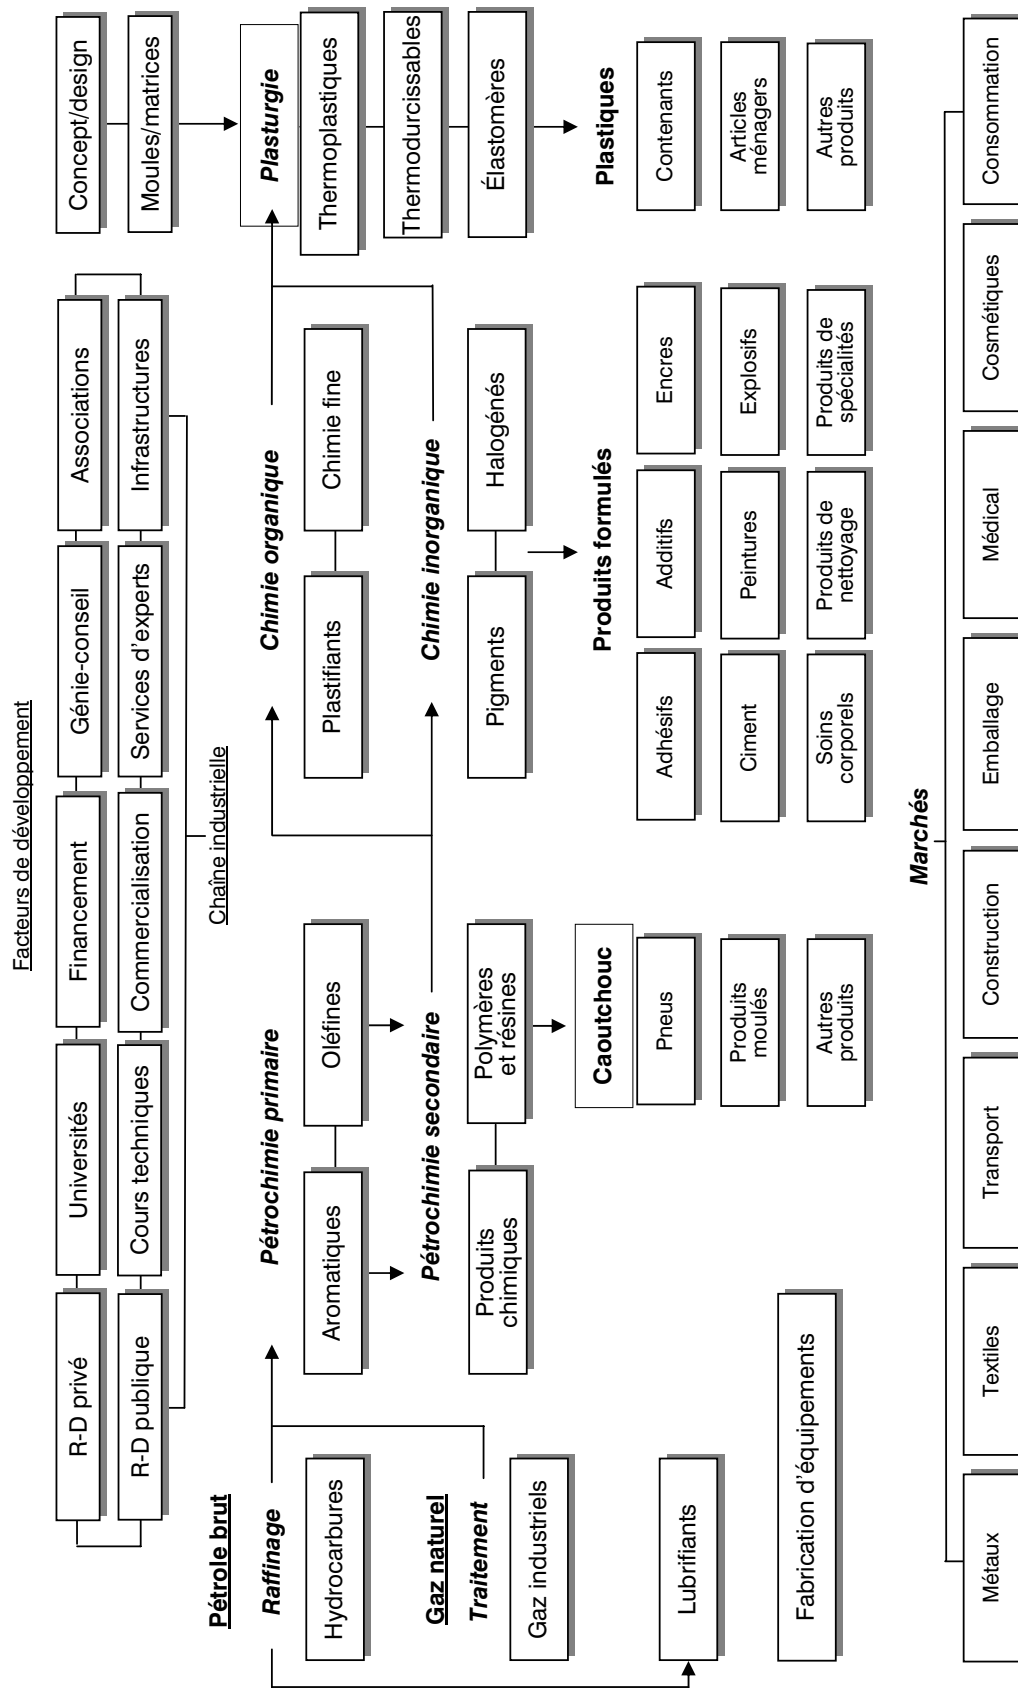 Facteurs de développement
R-D privé
Universités
Financement
Génie-conseil
Associations
Concept/design
R-D publique
Cours techniques
Commercialisation
Services d'experts
Infrastructures
Moules/matrices
Chaîne industrielle
Pétrole brut
Raffinage
Pétrochimie primaire
Chimie organique
Plasturgie
Hydrocarbures
Aromatiques
Oléfines
Plastifiants
Chimie fine
Thermoplastiques
Thermodurcissables
Gaz naturel
Traitement
Pétrochimie secondaire
Chimie inorganique
Gaz industriels
Produits
chimiques
Polymères
et résines
Pigments
Halogénés
Élastomères
Caoutchouc
Produits formulés
Plastiques
Lubrifiants
Pneus
Adhésifs
Additifs
Encres
Contenants
Produits
moulés
Ciment
Peintures
Explosifs
Articles
ménagers
Fabrication d'équipements
Autres
produits
Soins
corporels
Produits de
nettoyage
Produits de
spécialités
Autres
produits
Marchés
Métaux
Textiles
Transport
Construction
Emballage
Médical
Cosmétiques
Consommation